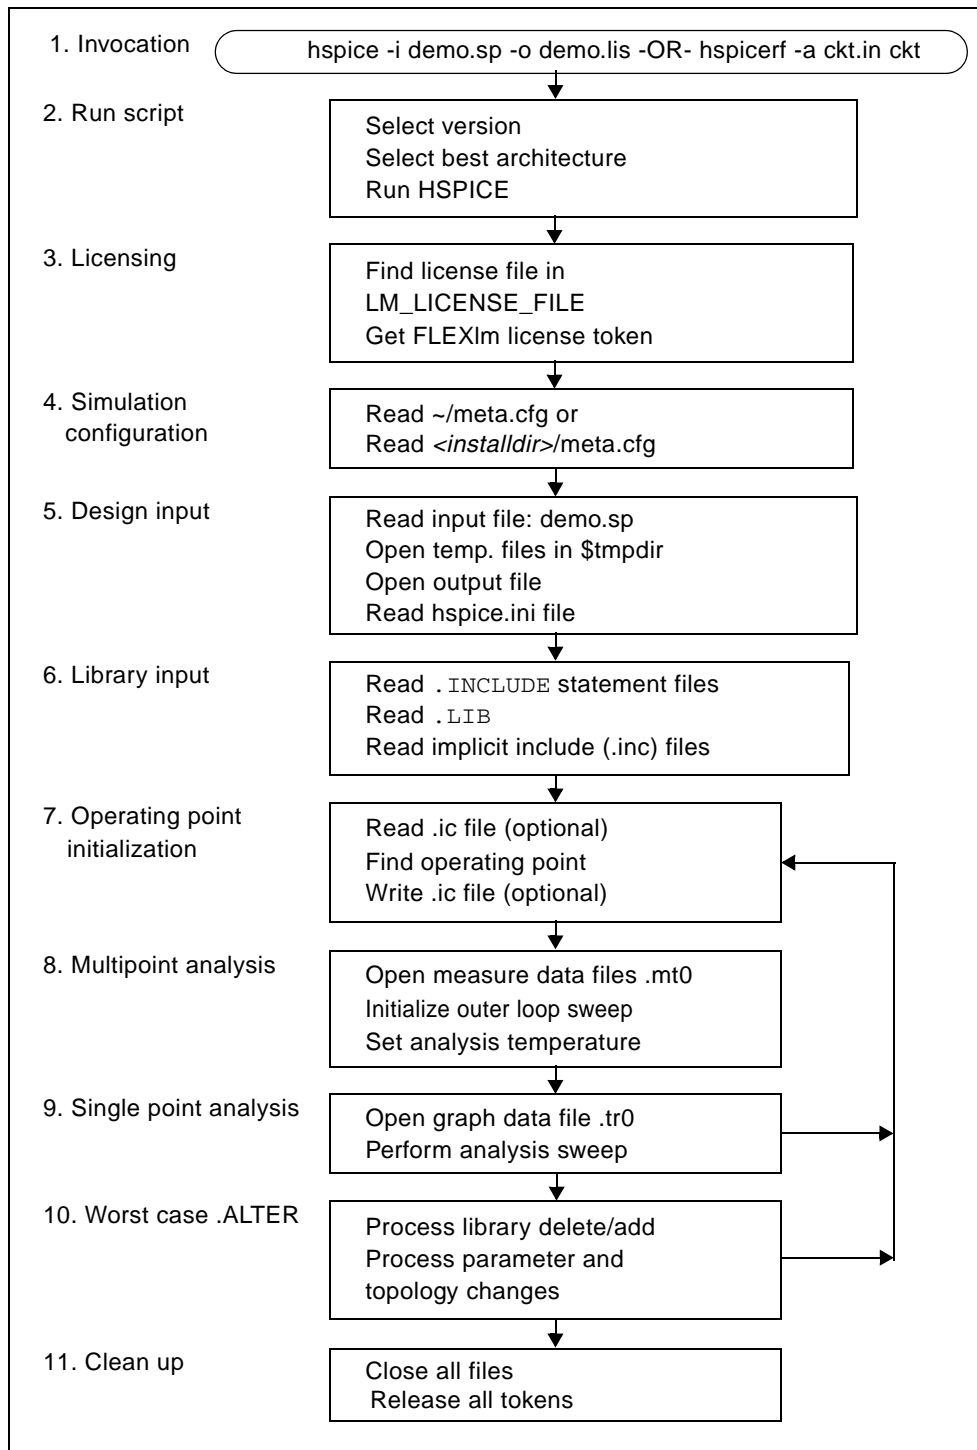 1. Invocation
hspice -i demo.sp -o demo.lis -OR- hspicerf -a ckt.in ckt
2. Run script
Select version
Select best architecture
Run HSPICE
3. Licensing
Find license file in
LM_LICENSE_FILE
Get FLEXlm license token
4. Simulation
configuration
Read ~/meta.cfg or
Read <installdir>/meta.cfg
5. Design input
Read input file: demo.sp
Open temp. files in $tmpdir
Open output file
Read hspice.ini file
6. Library input
Read .INCLUDE statement files
Read .LIB
Read implicit include (.inc) files
7. Operating point
initialization
Read .ic file (optional)
Find operating point
Write .ic file (optional)
8. Multipoint analysis
Open measure data files .mt0
Initialize outer loop sweep
Set analysis temperature
9. Single point analysis
Open graph data file .tr0
Perform analysis sweep
10. Worst case .ALTER
Process library delete/add
Process parameter and
topology changes
11. Clean up
Close all files
Release all tokens